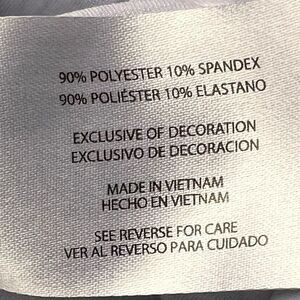 90% POLYESTER 10% SPANDEX
90% POLIÉSTER 10% ELASTANO
EXCLUSIVE OF DECORATION
EXCLUSIVO DE DECORACION
MADE IN VIETNAM
HECHO EN VIETNAM
SEE REVERSE FOR CARE
VER AL REVERSO PARA CUIDADO